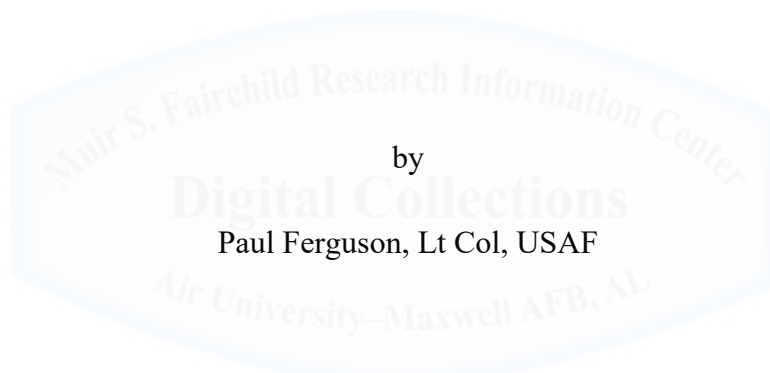 Muir S. Fairchild Research Information Center
by
Digital Collections
Paul Ferguson, Lt Col, USAF
Air University–Maxwell AFB, AL